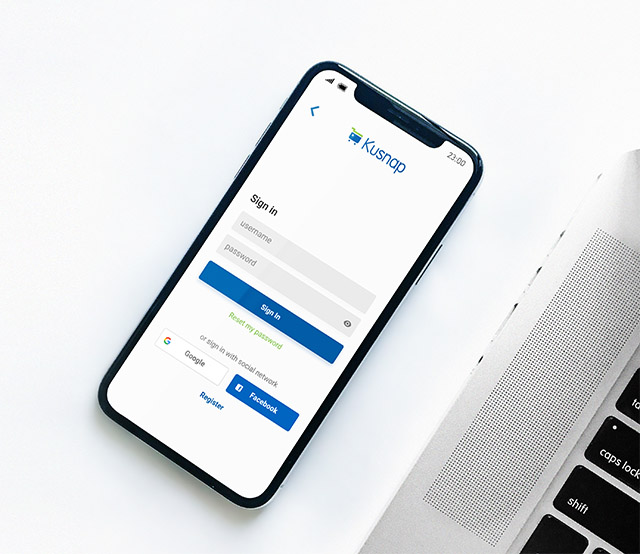 23:00
Kusnap
Sign in
username
password
Sign in
Reset my password
or sign in with social network
Google
Facebook
Register
caps lock
shift